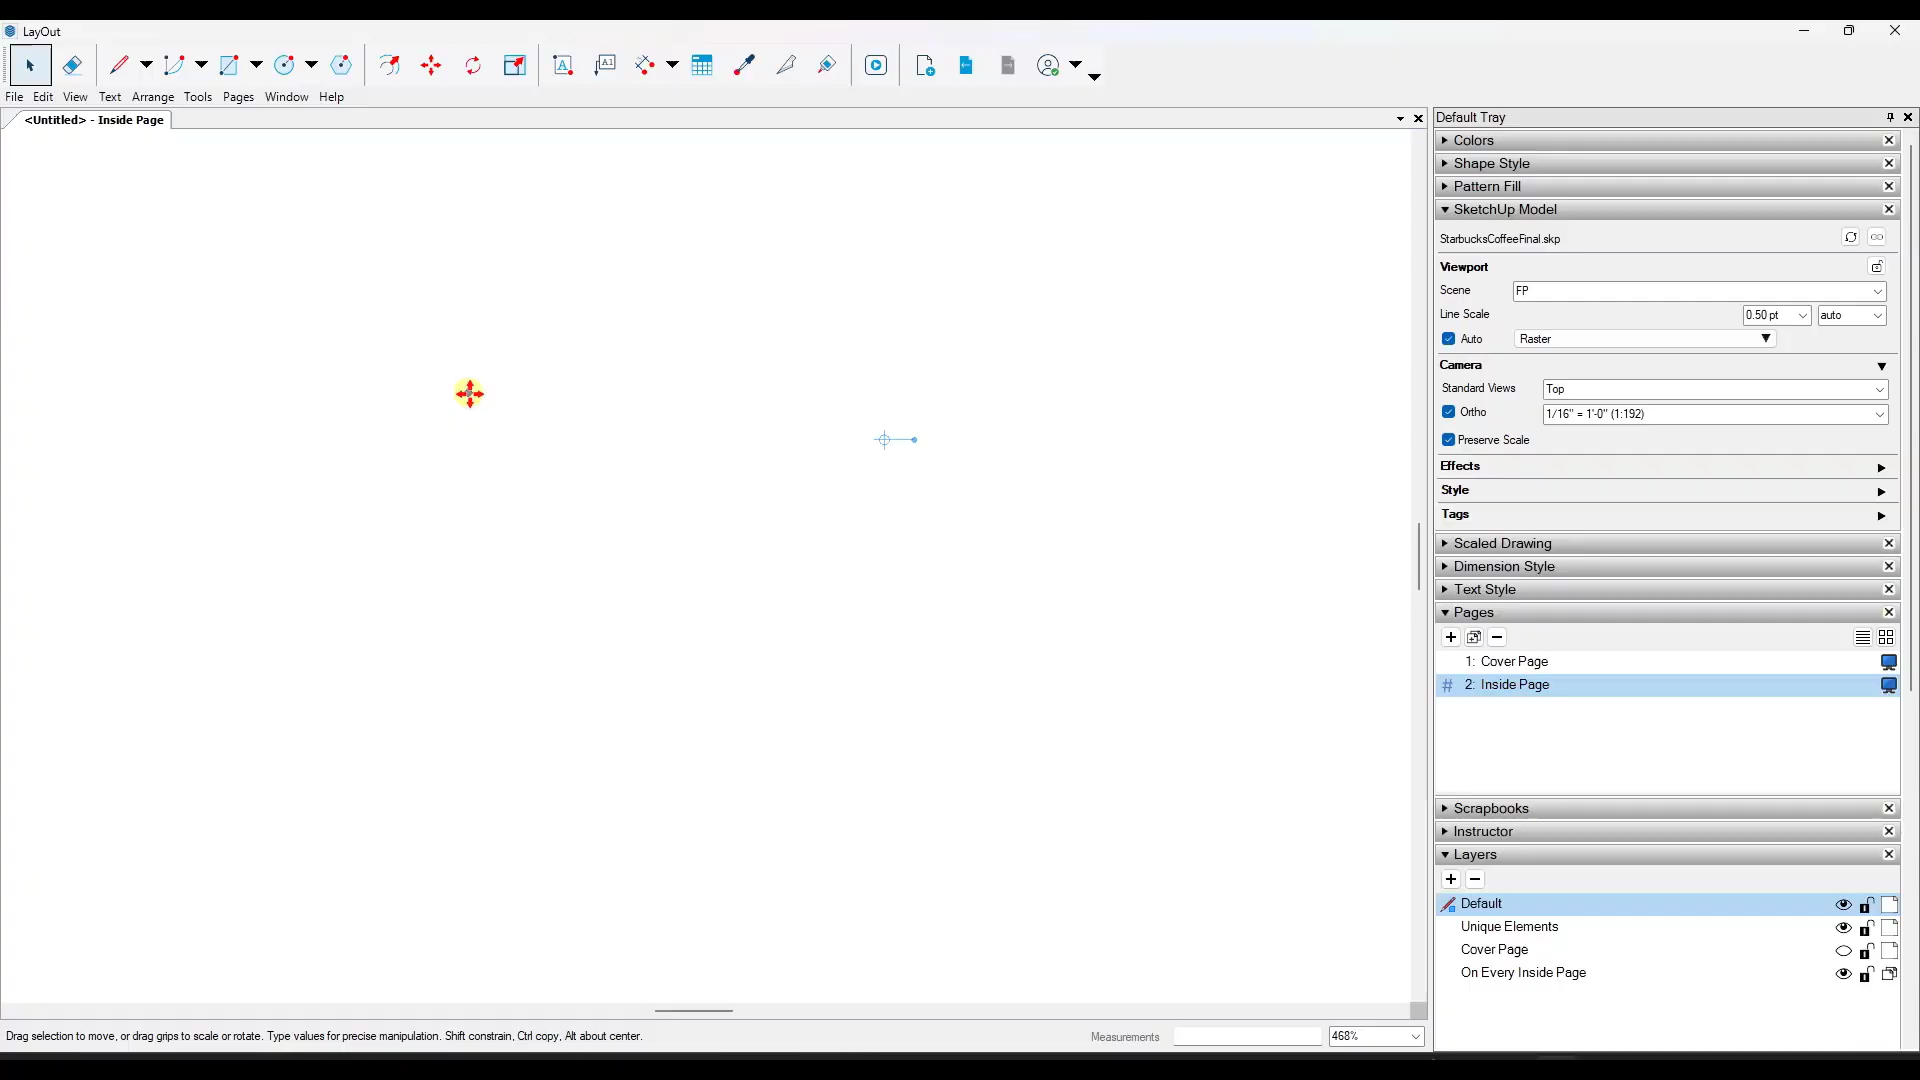 LayOut
A
A1
File Edit View Text Arrange Tools Pages Window Help
<Untitled> - Inside Page
Default Tray
Colors
Shape Style
Pattern Fill
SketchUp Model
StarbucksCoffeeFinal.skp
Viewport
Scene FP
Line Scale 0.50 pt auto
Auto Raster
Camera
Standard Views Top
Ortho 1/16" = 1'-0" (1:192)
Preserve Scale
Effects
Style
Tags
Scaled Drawing
Dimension Style
Text Style
Pages
1: Cover Page
# 2: Inside Page
Scrapbooks
Instructor
Layers
Default
Unique Elements
Cover Page
On Every Inside Page
Drag selection to move, or drag grips to scale or rotate. Type values for precise manipulation. Shift constrain, Ctrl copy, Alt about center.
Measurements 468%